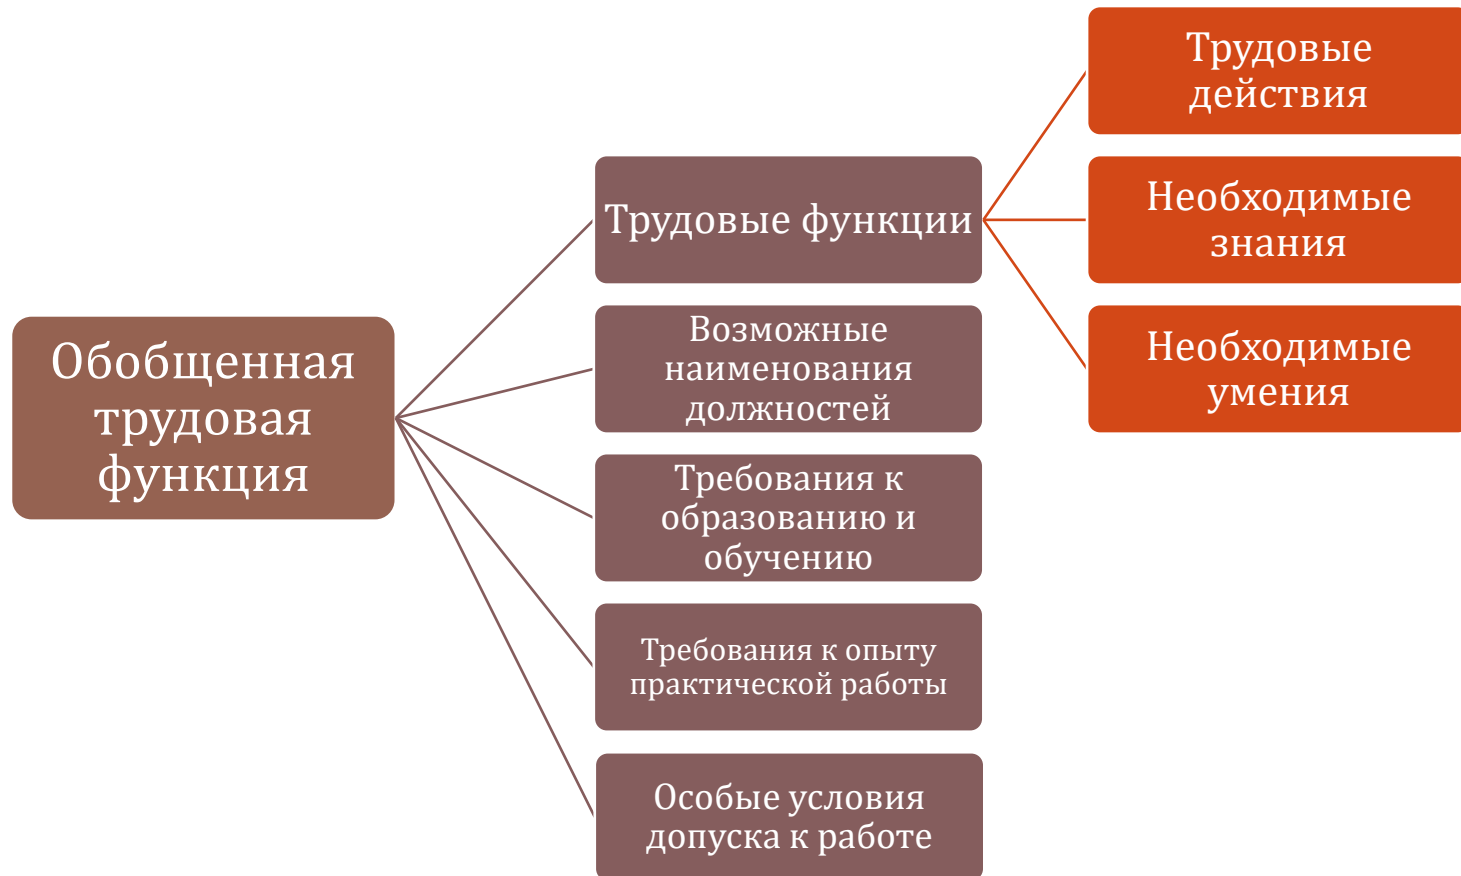 Обобщенная
трудовая
функция
Трудовые функции
Возможные
наименования
должностей
Требования к
образованию и
обучению
Требования к опыту
практической работы
Особые условия
допуска к работе
Трудовые
действия
Необходимые
знания
Необходимые
умения